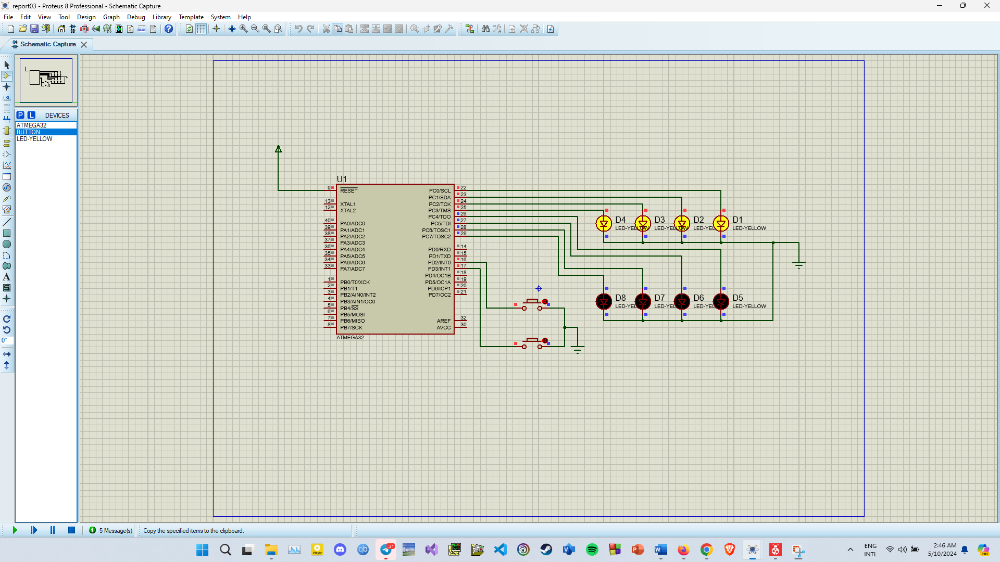 report03 - Proteus 8 Professional - Schematic Capture
File Edit View Tool Design Graph Debug Library Template System Help
Schematic Capture
P L DEVICES
ATMEGA32
BUTTON
LED-YELLOW
U1
9 RESET
13 XTAL1
12 XTAL2
40 PA0/ADC0
39 PA1/ADC1
38 PA2/ADC2
37 PA3/ADC3
36 PA4/ADC4
35 PA5/ADC5
34 PA6/ADC6
33 PA7/ADC7
1 PB0/T0/XCK
2 PB1/T1
3 PB2/AIN0/INT2
4 PB3/AIN1/OC0
5 PB4/SS
6 PB5/MOSI
7 PB6/MISO
8 PB7/SCK
PC0/SCL 22
PC1/SDA 23
PC2/TCK 24
PC3/TMS 25
PC4/TDO 26
PC5/TDI 27
PC6/TOSC1 28
PC7/TOSC2 29
PD0/RXD 14
PD1/TXD 15
PD2/INT0 16
PD3/INT1 17
PD4/OC1B 18
PD5/OC1A 19
PD6/ICP1 20
PD7/OC2 21
AREF 32
AVCC 30
ATMEGA32
D4 D3 D2 D1
LED-YELLOW LED-YELLOW LED-YEL LED-YELLOW
D8 D7 D6 D5
LED-YE LED-YE LED-YE LED-YELLOW
LBL
A
S
0°
5 Message(s)
Copy the specified items to the clipboard.
Player
qb
21
ENG
INTL
2:46 AM
5/10/2024
PRE